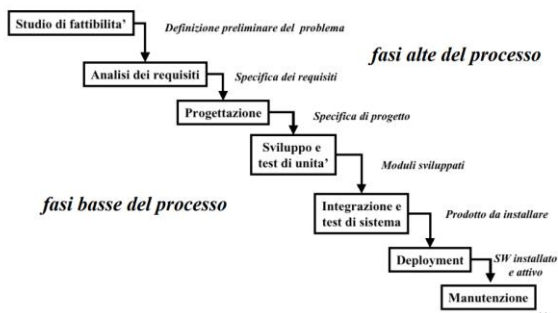 Studio di fattibilita'
Definizione preliminare del problema
fasi alte del processo
Analisi dei requisiti
Specifica dei requisiti
Progettazione
Specifica di progetto
Sviluppo e
test di unita'
Moduli sviluppati
fasi basse del processo
Integrazione e
test di sistema
Prodotto da installare
Deployment
SW installato
e attivo
Manutenzione